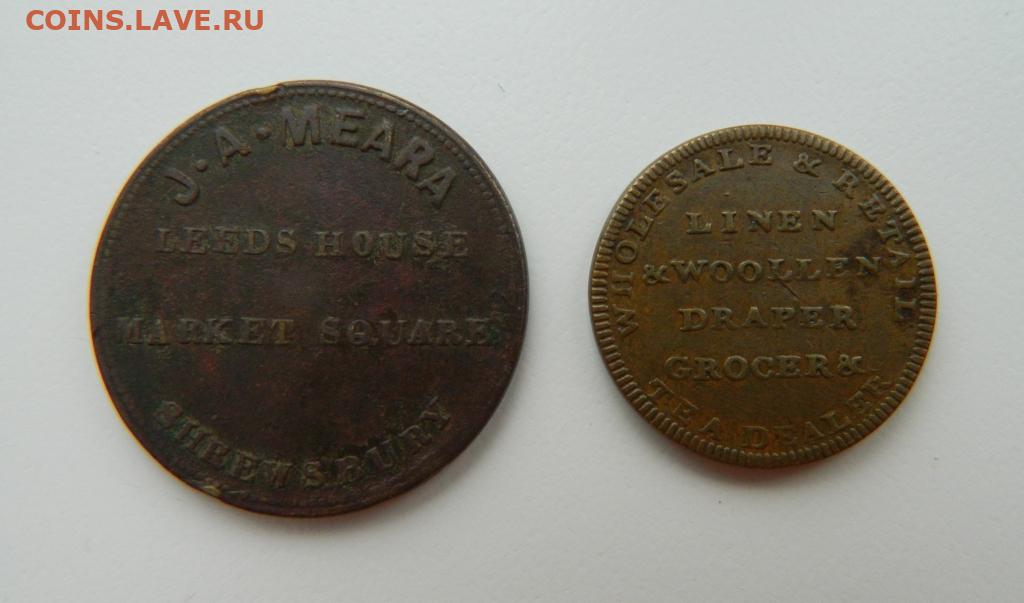 COINS.LAVE.RU
J·A·MEARA
LEEDS HOUSE
MARKET SQUARE
SHREWSBURY
WHOLESALE & RETAIL
LINEN
& WOOLLEN
DRAPER
GROCER &
TEA DEALER